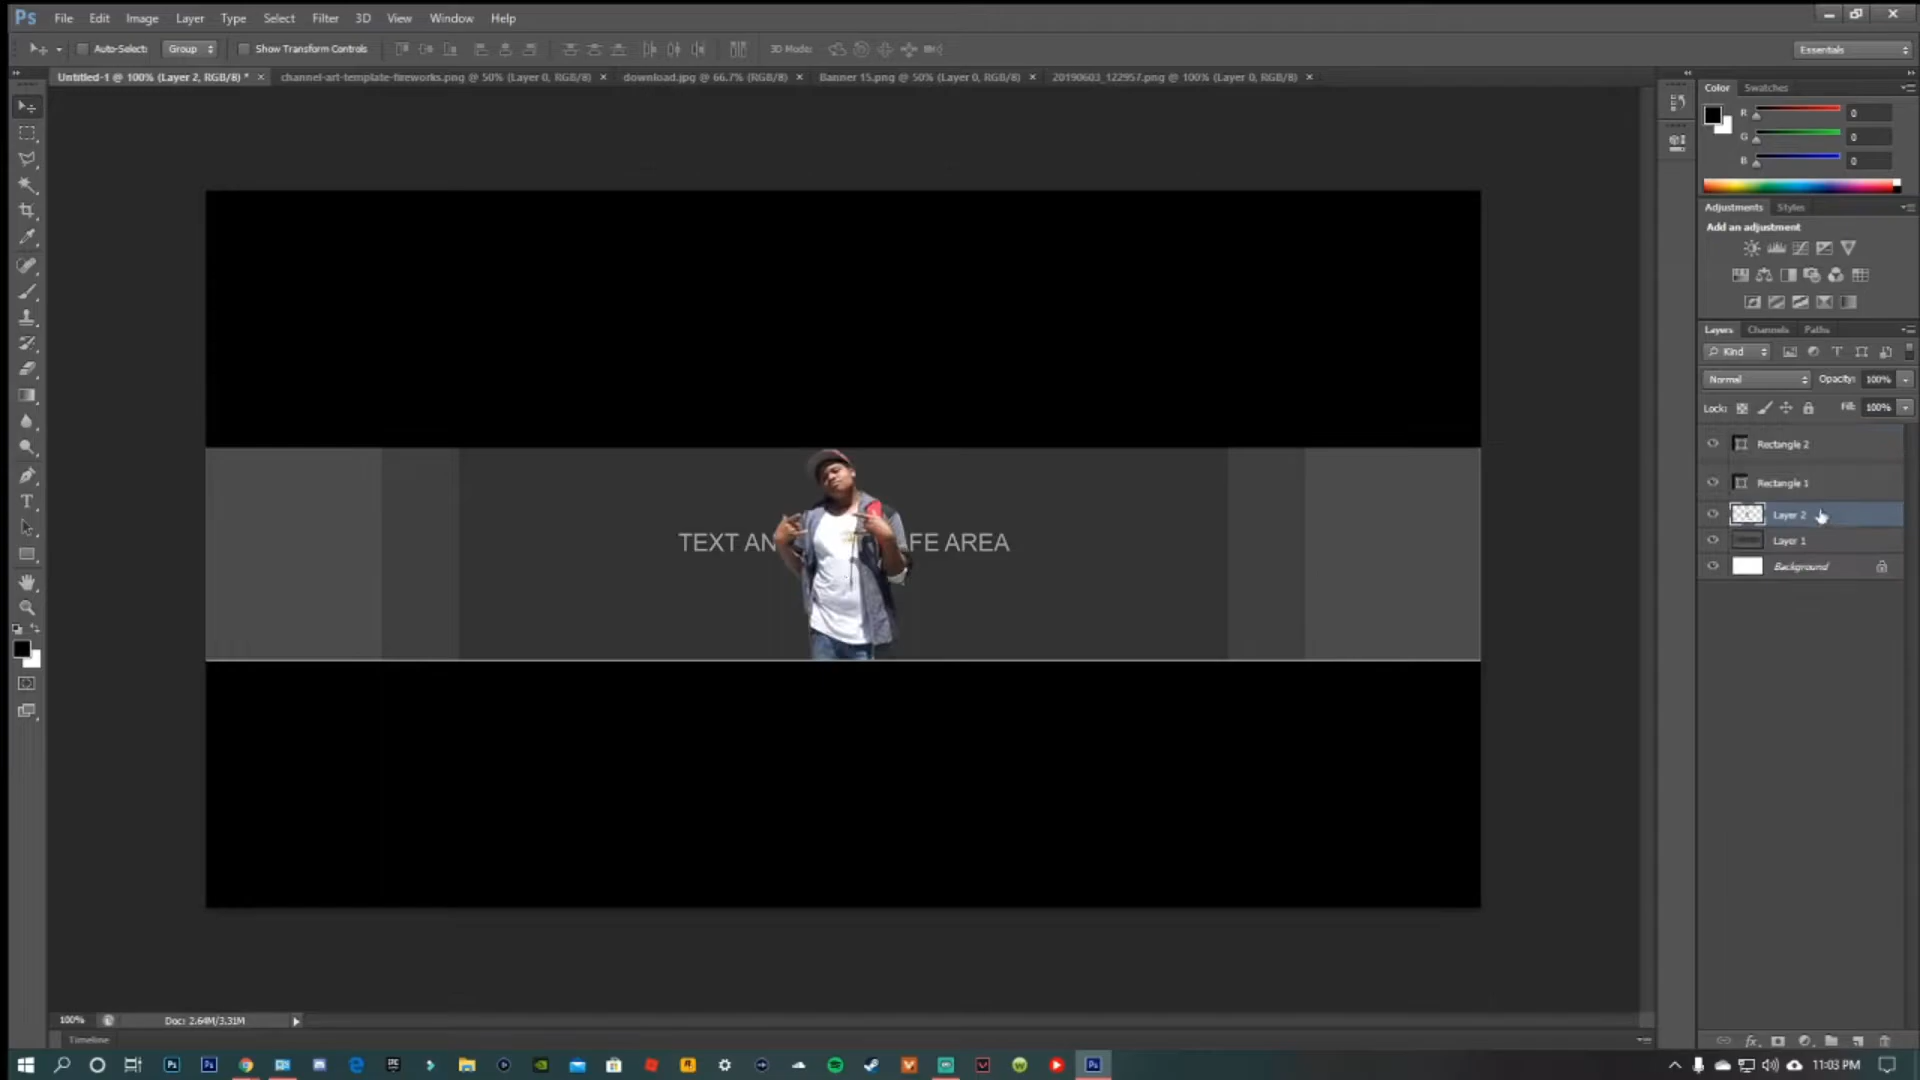 Ps File Edit Image Layer Type Select Filter 3D View Window Help
Auto-Select: Group Show Transform Controls 3D Mode: Essentials
Untitled-1 @ 100% (Layer 2, RGB/8) * × channel-art-template-fireworks.png @ 50% (Layer 0, RGB/8) × download.jpg @ 66.7% (RGB/8) × Banner 15.png @ 50% (Layer 0, RGB/8) × 20190603_122957.png @ 100% (Layer 0, RGB/8) ×
Color Swatches
R 0
G 0
B 0
Adjustments Styles
Add an adjustment
Layers Channels Paths
Kind
Normal Opacity: 100%
Lock: Fill: 100%
Rectangle 2
Rectangle 1
Layer 2
Layer 1
Background
TEXT AN FE AREA
100% Doc: 2.64M/3.31M
Timeline
11:03 PM